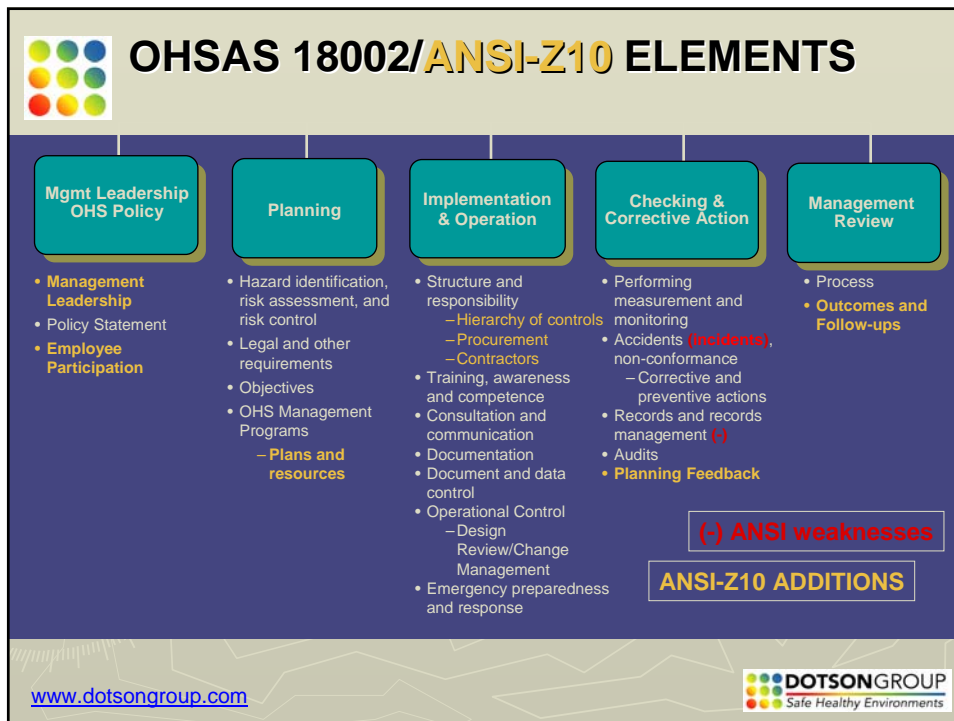 OHSAS 18002/ANSI-Z10 ELEMENTS
Mgmt Leadership
OHS Policy
• Management
Leadership
• Policy Statement
• Employee
Participation
Planning
• Hazard identification,
risk assessment, and
risk control
• Legal and other
requirements
• Objectives
• OHS Management
Programs
– Plans and
resources
Implementation
& Operation
• Structure and
responsibility
– Hierarchy of controls
– Procurement
– Contractors
• Training, awareness
and competence
• Consultation and
communication
• Documentation
• Document and data
control
• Operational Control
– Design
Review/Change
Management
• Emergency preparedness
and response
Checking &
Corrective Action
• Performing
measurement and
monitoring
• Accidents (incidents),
non-conformance
– Corrective and
preventive actions
• Records and records
management (-)
• Audits
• Planning Feedback
Management
Review
• Process
• Outcomes and
Follow-ups
(-) ANSI weaknesses
ANSI-Z10 ADDITIONS
www.dotsongroup.com
DOTSONGROUP
Safe Healthy Environments